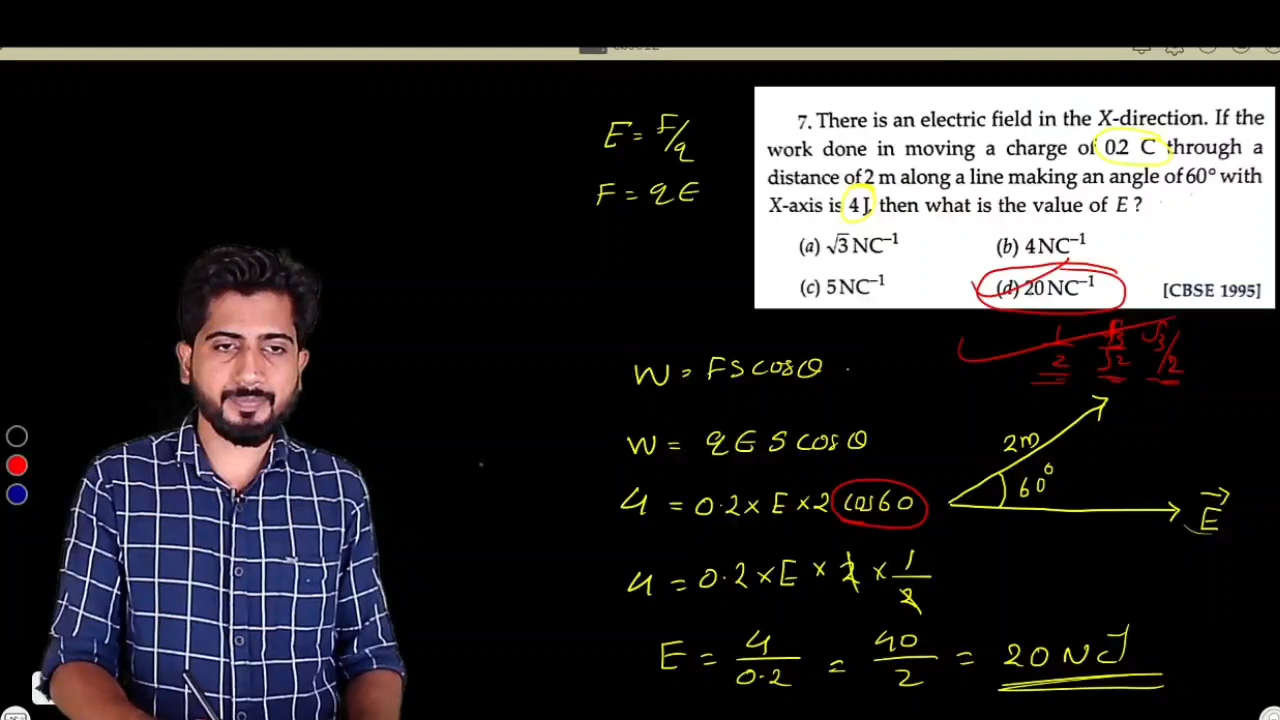 E = F/q
F = qE
7. There is an electric field in the X-direction. If the
work done in moving a charge of 02 C through a
distance of 2 m along a line making an angle of 60° with
X-axis is 4 J, then what is the value of E ?
(a) √3 NC⁻¹ (b) 4 NC⁻¹
(c) 5 NC⁻¹ (d) 20 NC⁻¹ [CBSE 1995]
1/2 √3/2
W = FS cosθ
W = qES cosθ
4 = 0.2 × E × 2 cos60
2m
60°
E⃗
4 = 0.2 × E × 2 × 1/2
E = 4/0.2 = 40/2 = 20 NC⁻¹